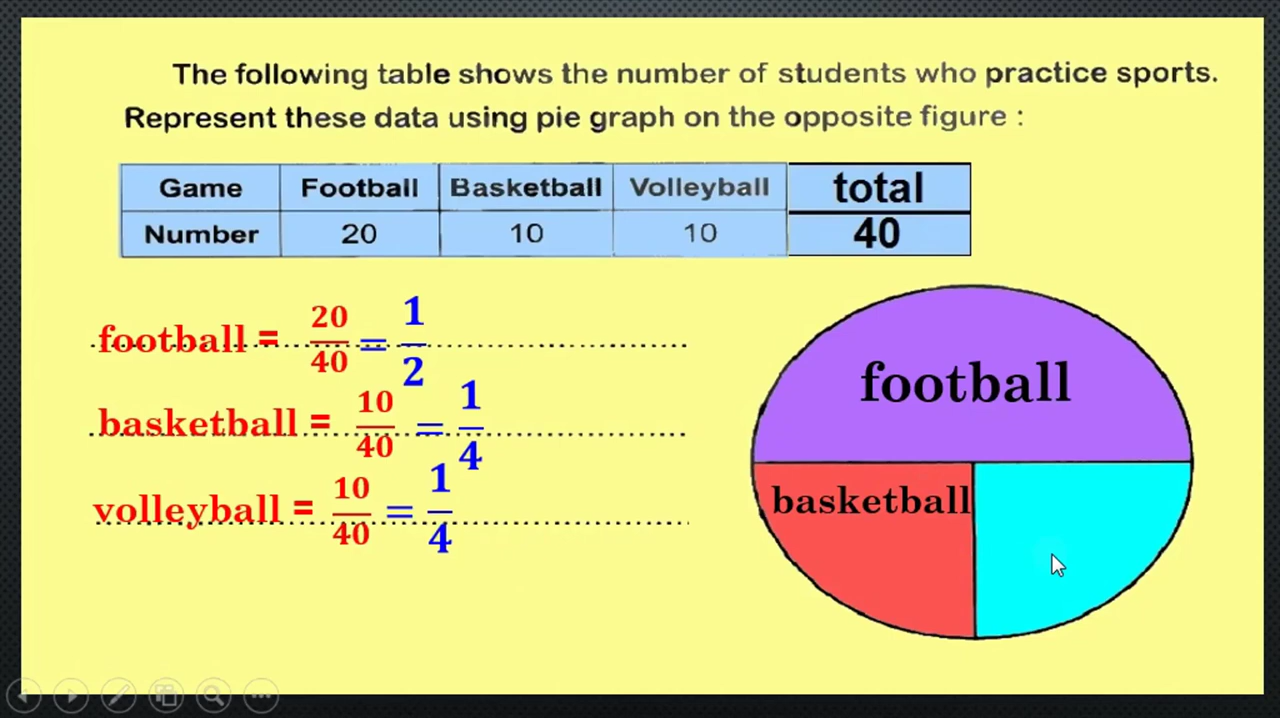 The following table shows the number of students who practice sports.
Represent these data using pie graph on the opposite figure :
Game Football Basketball Volleyball total
Number 20 10 10 40
football = 20/40 = 1/2
basketball = 10/40 = 1/4
volleyball = 10/40 = 1/4
football
basketball